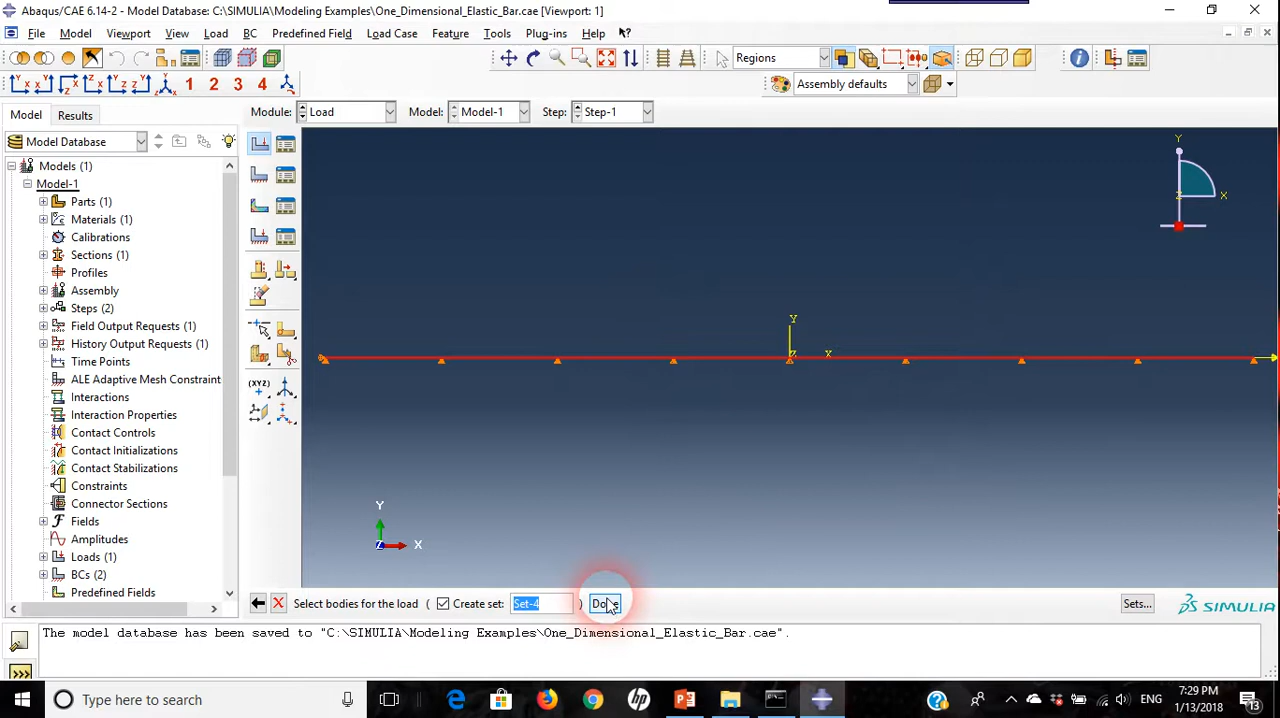 Abaqus/CAE 6.14-2 - Model Database: C:\SIMULIA\Modeling Examples\One_Dimensional_Elastic_Bar.cae [Viewport: 1]
File Model Viewport View Load BC Predefined Field Load Case Feature Tools Plug-ins Help
Regions
1 2 3 4
Assembly defaults
Model Results
Module: Load Model: Model-1 Step: Step-1
Model Database
Models (1)
Model-1
Parts (1)
Materials (1)
Calibrations
Sections (1)
Profiles
Assembly
Steps (2)
Field Output Requests (1)
History Output Requests (1)
Time Points
ALE Adaptive Mesh Constraint
Interactions
Interaction Properties
Contact Controls
Contact Initializations
Contact Stabilizations
Constraints
Connector Sections
Fields
Amplitudes
Loads (1)
BCs (2)
Predefined Fields
(XYZ)
Y
X
Z
Y
X
Z
Y
X
Z
Select bodies for the load ( Create set: Set-4 ) Sets...
SIMULIA
The model database has been saved to "C:\SIMULIA\Modeling Examples\One_Dimensional_Elastic_Bar.cae".
>>>
Type here to search
ENG
7:29 PM
1/13/2018
13